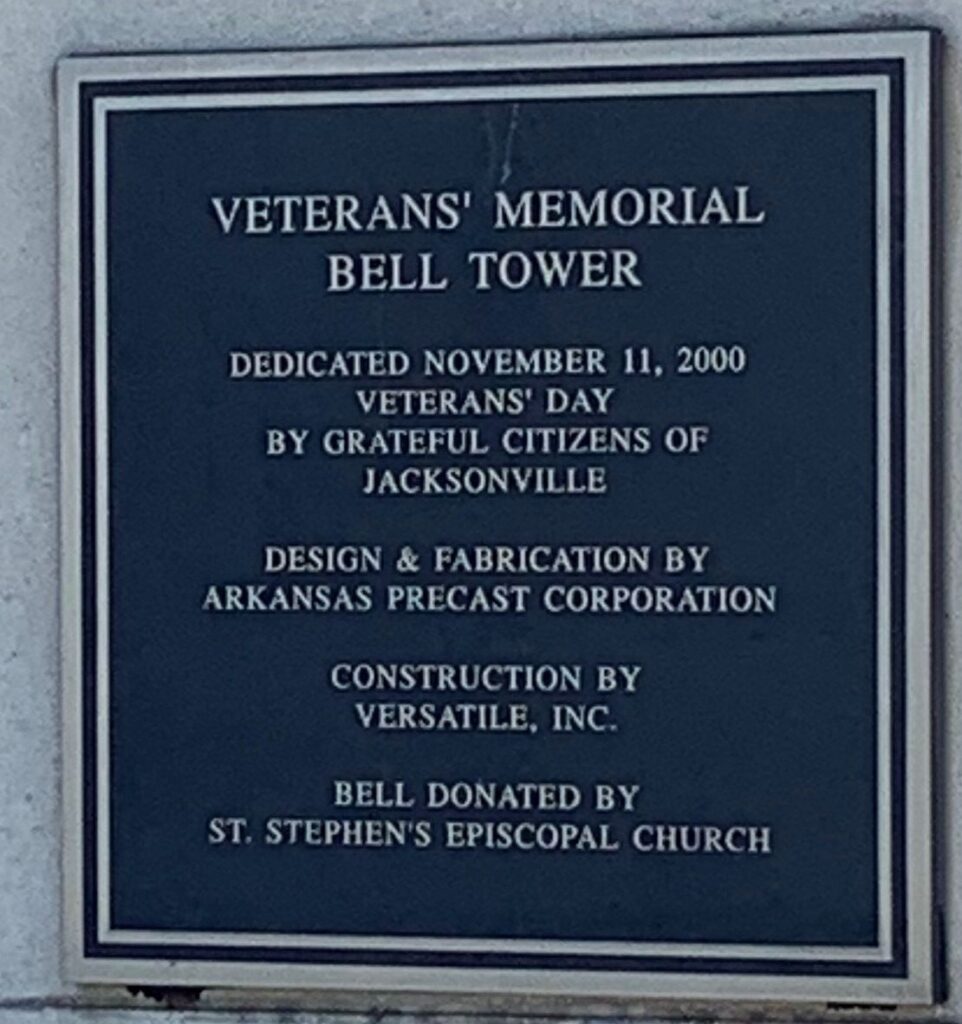 VETERANS' MEMORIAL
BELL TOWER
DEDICATED NOVEMBER 11, 2000
VETERANS' DAY
BY GRATEFUL CITIZENS OF
JACKSONVILLE
DESIGN & FABRICATION BY
ARKANSAS PRECAST CORPORATION
CONSTRUCTION BY
VERSATILE, INC.
BELL DONATED BY
ST. STEPHEN'S EPISCOPAL CHURCH